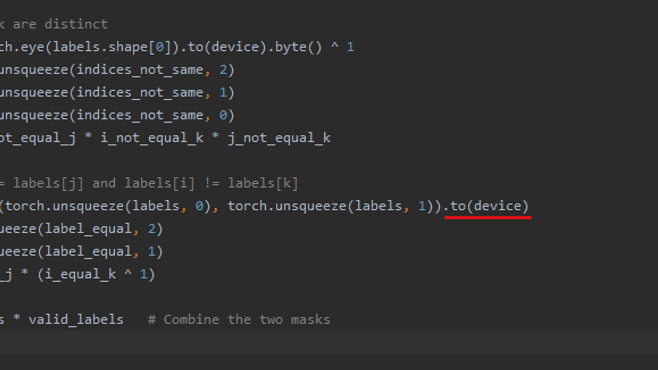 k are distinct
ch.eye(labels.shape[0]).to(device).byte() ^ 1
unsqueeze(indices_not_same, 2)
unsqueeze(indices_not_same, 1)
unsqueeze(indices_not_same, 0)
not_equal_j * i_not_equal_k * j_not_equal_k
= labels[j] and labels[i] != labels[k]
(torch.unsqueeze(labels, 0), torch.unsqueeze(labels, 1)).to(device)
ueeze(label_equal, 2)
ueeze(label_equal, 1)
_j * (i_equal_k ^ 1)
s * valid_labels # Combine the two masks